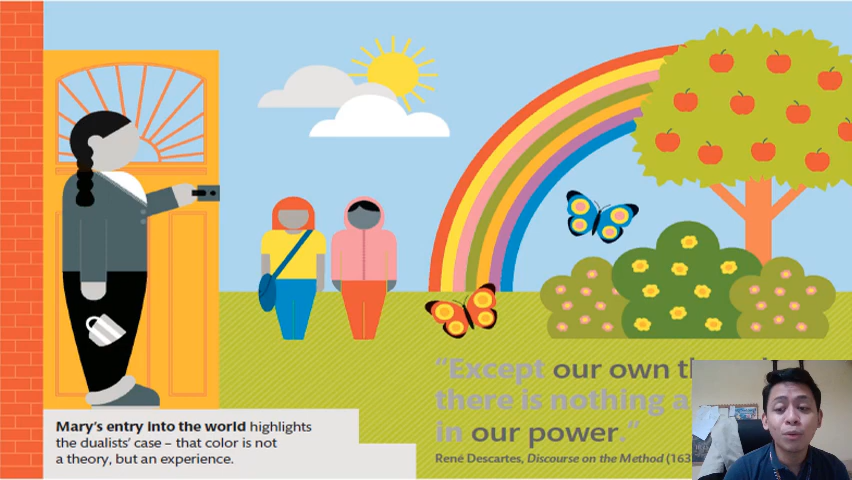 Mary's entry into the world highlights
the dualists' case – that color is not
a theory, but an experience.
"Except our own
there is nothing
in our power."
René Descartes, Discourse on the Method (163